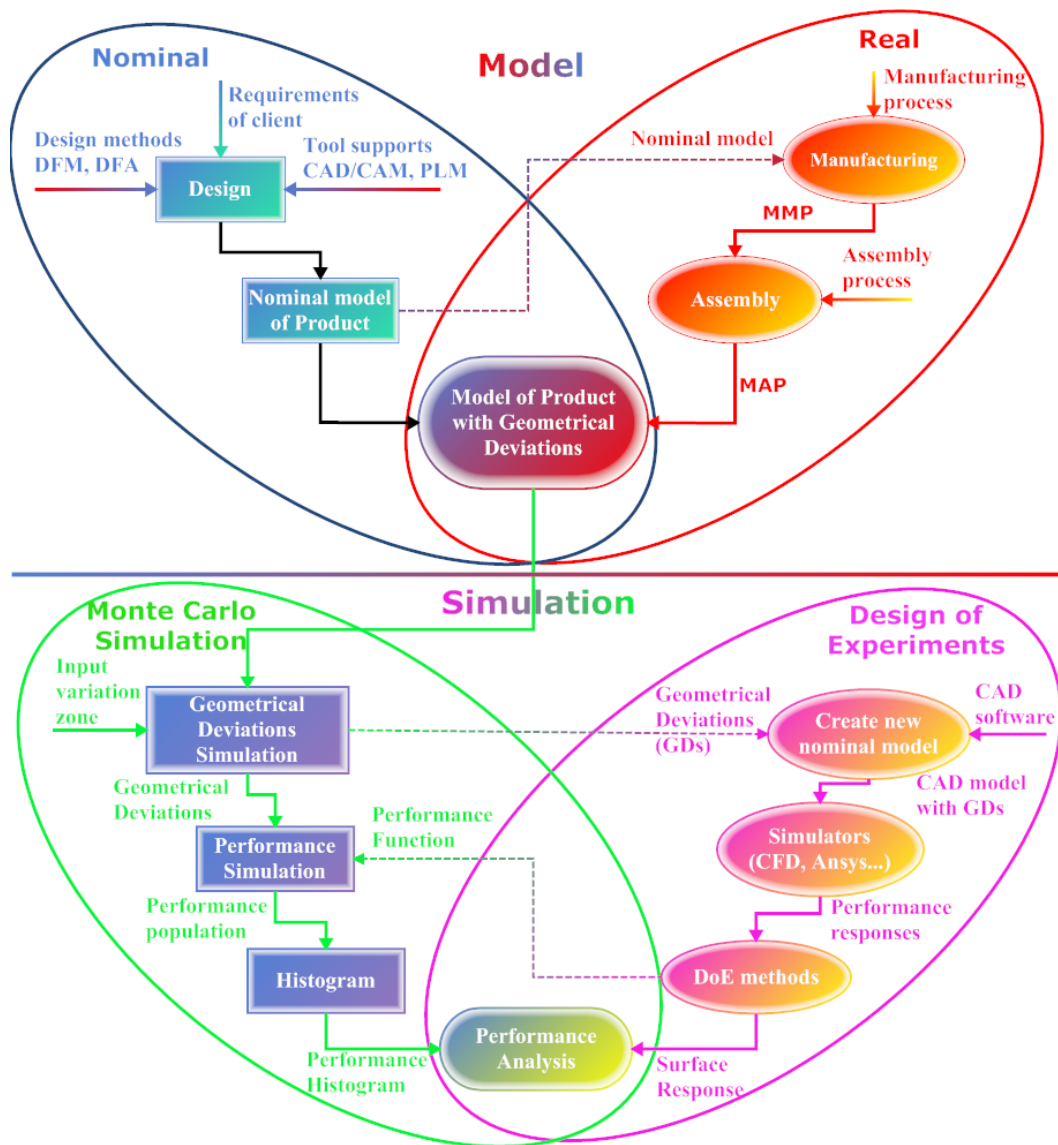 Nominal
Model
Real
Requirements
of client
Manufacturing
process
Design methods
DFM, DFA
Tool supports
CAD/CAM, PLM
Nominal model
Manufacturing
Design
MMP
Assembly
process
Nominal model
of Product
Assembly
MAP
Model of Product
with Geometrical
Deviations
Monte Carlo
Simulation
Simulation
Design of
Experiments
Input
variation
zone
Geometrical
Deviations
Simulation
Geometrical
Deviations
(GDs)
Create new
nominal model
CAD
software
Geometrical
Deviations
CAD model
with GDs
Performance
Function
Performance
Simulation
Simulators
(CFD, Ansys...)
Performance
population
Performance
responses
Histogram
DoE methods
Performance
Histogram
Performance
Analysis
Surface
Response